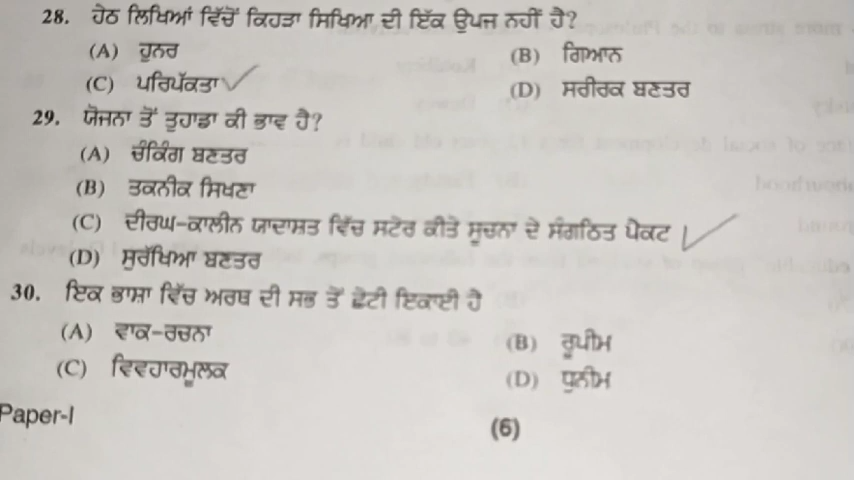 28. ਹੇਠ ਲਿਖਿਆਂ ਵਿੱਚੋਂ ਕਿਹੜਾ ਸਿਖਿਆ ਦੀ ਇੱਕ ਉਪਜ ਨਹੀਂ ਹੈ?
(A) ਹੁਨਰ (B) ਗਿਆਨ
(C) ਪਰਿਪੱਕਤਾ (D) ਸਰੀਰਕ ਬਣਤਰ
29. ਯੋਜਨਾ ਤੋਂ ਤੁਹਾਡਾ ਕੀ ਭਾਵ ਹੈ?
(A) ਚੰਕਿੰਗ ਬਣਤਰ
(B) ਤਕਨੀਕ ਸਿਖਣਾ
(C) ਦੀਰਘ-ਕਾਲੀਨ ਯਾਦਾਸ਼ਤ ਵਿੱਚ ਸਟੋਰ ਕੀਤੇ ਸੂਚਨਾ ਦੇ ਸੰਗਠਿਤ ਪੈਕਟ
(D) ਸੁਰੱਖਿਆ ਬਣਤਰ
30. ਇਕ ਭਾਸ਼ਾ ਵਿੱਚ ਅਰਥ ਦੀ ਸਭ ਤੋਂ ਛੋਟੀ ਇਕਾਈ ਹੈ
(A) ਵਾਕ-ਰਚਨਾ (B) ਰੂਪੀਮ
(C) ਵਿਵਹਾਰਮੂਲਕ (D) ਧੁਨੀਮ
Paper-I (6)